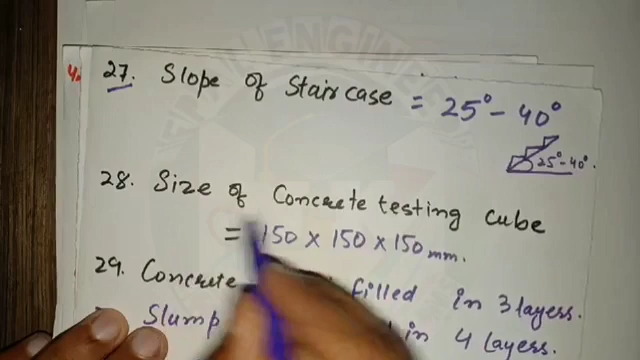 27. Slope of Staircase = 25° - 40°
25°-40°.
28. Size of Concrete testing Cube
= 150 x 150 x 150 mm.
29. Concrete filled in 3 layers.
Slump in 4 layers.